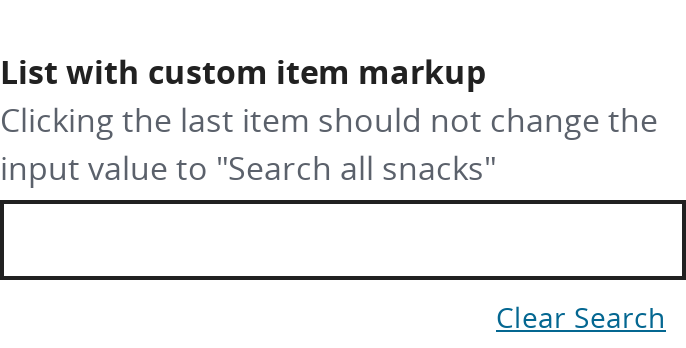 List with custom item markup
Clicking the last item should not change the
input value to "Search all snacks"
Clear Search